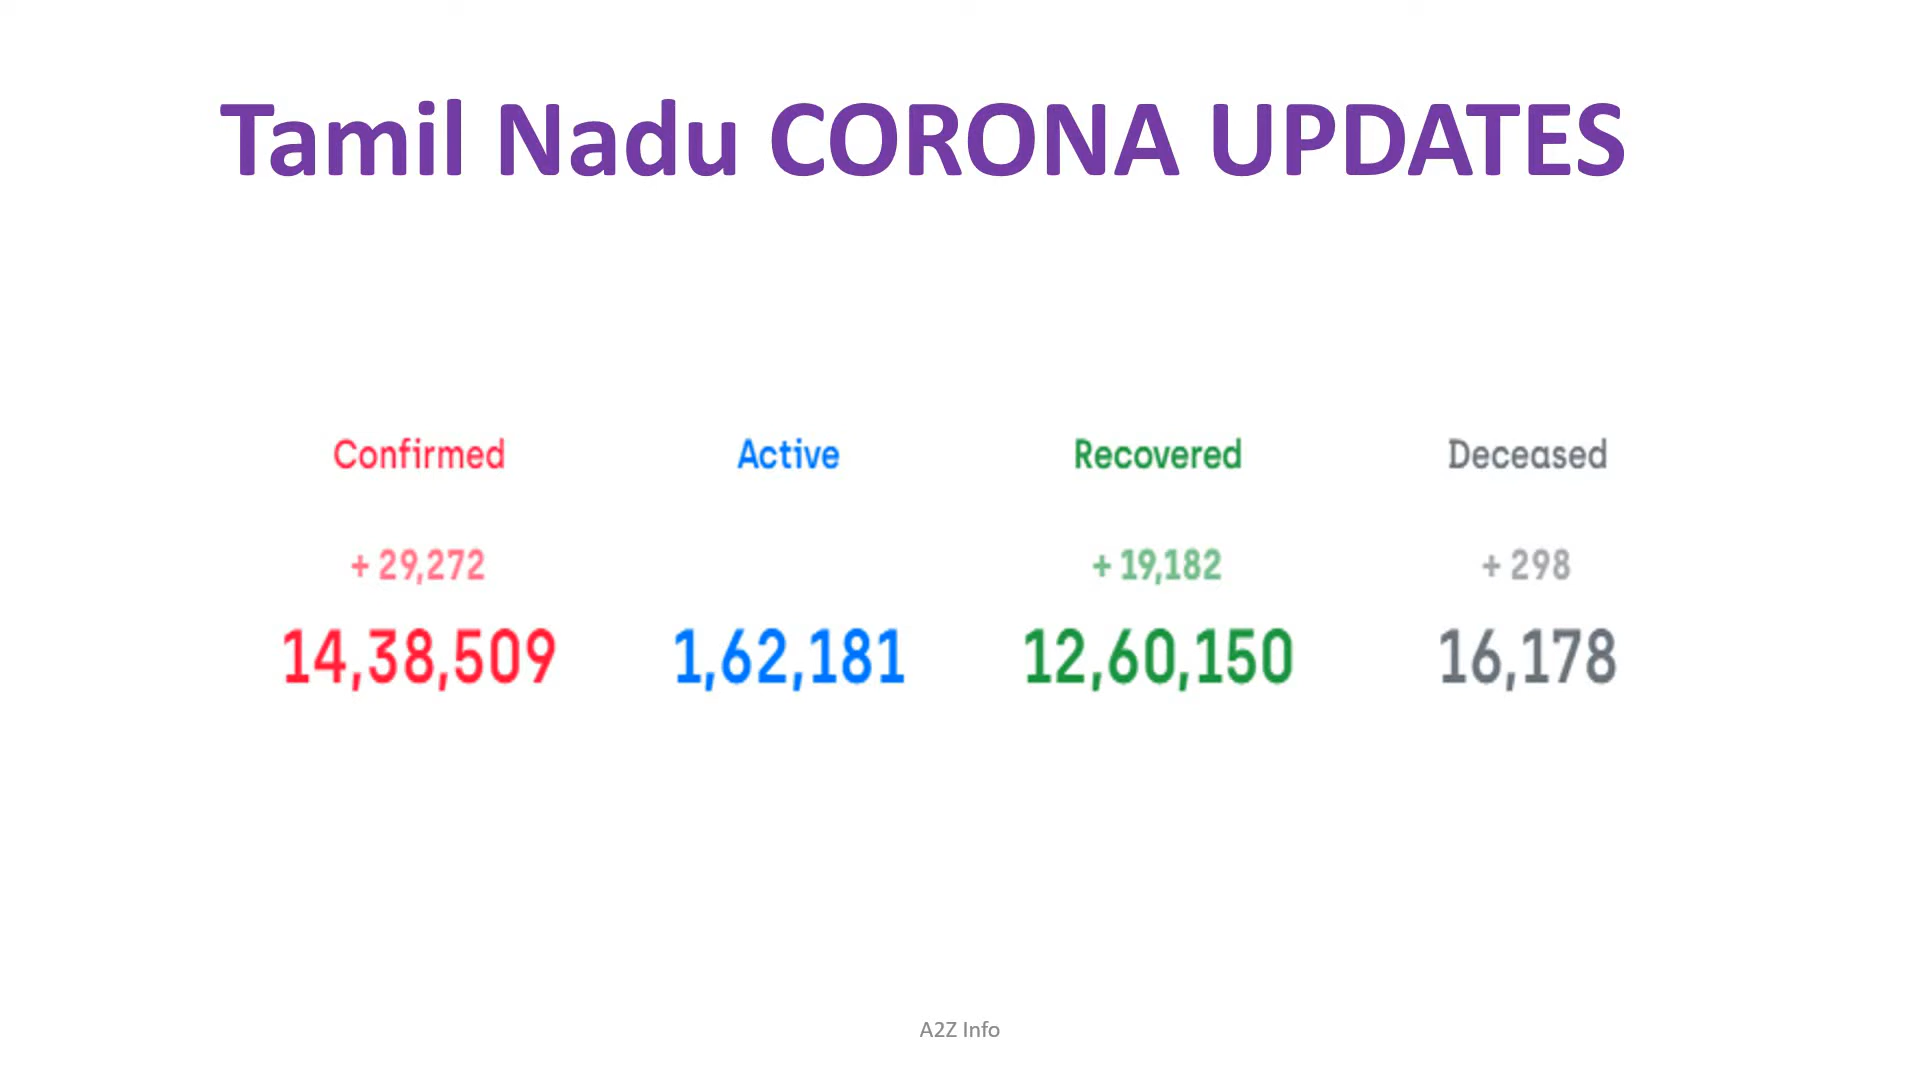 Tamil Nadu CORONA UPDATES
Confirmed Active Recovered Deceased
+ 29,272 + 19,182 + 298
14,38,509 1,62,181 12,60,150 16,178
A2Z Info